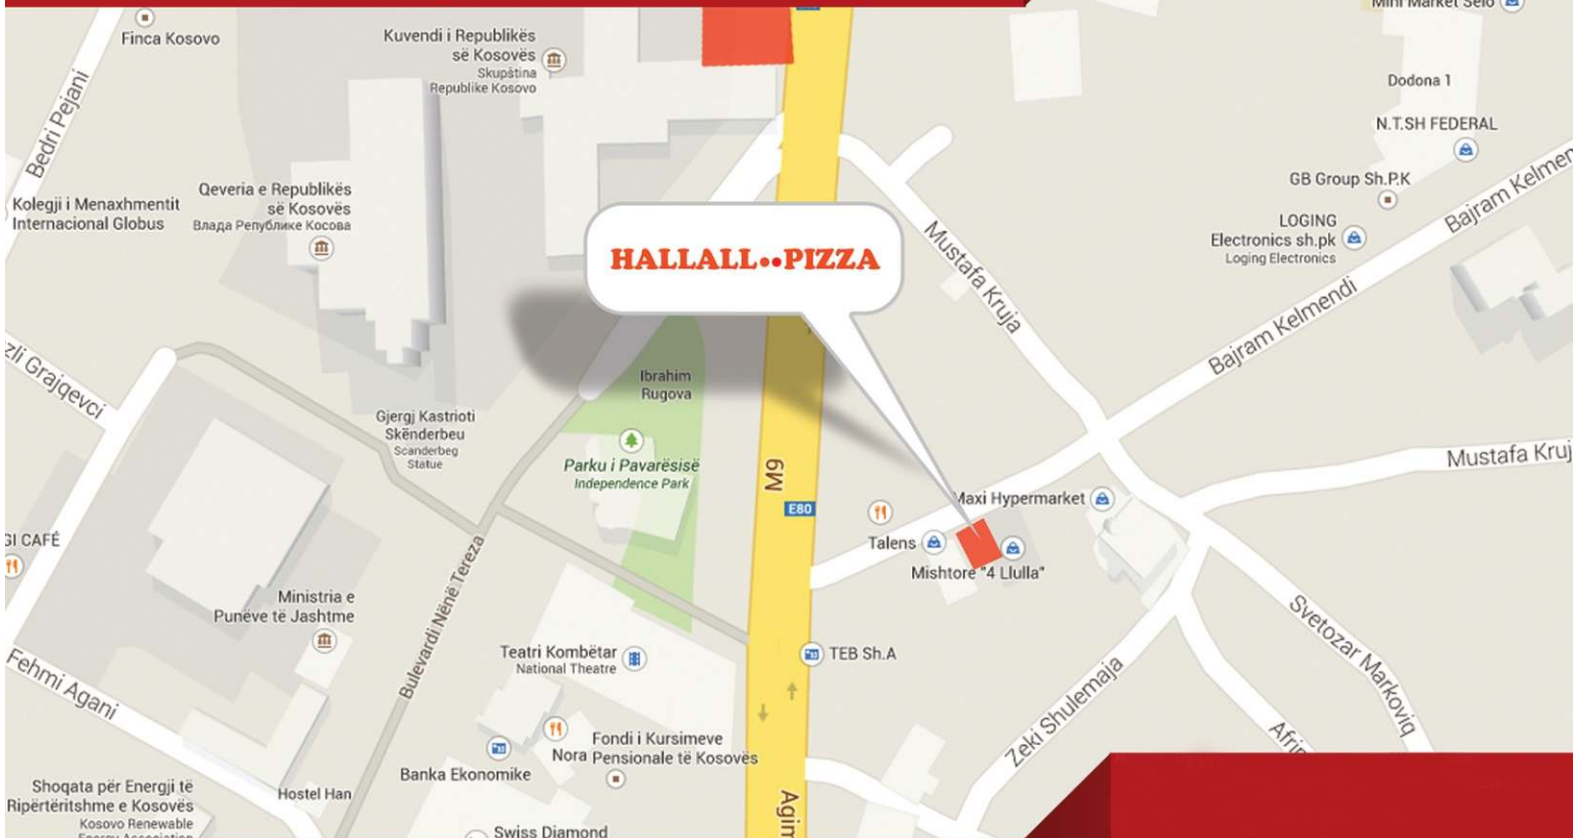 Mini Market Selo
Finca Kosovo
Kuvendi i Republikës
së Kosovës
Skupština
Republike Kosovo
Dodona 1
N.T.SH FEDERAL
Bedri Pejani
Bajram Kelmen
GB Group Sh.P.K
Qeveria e Republikës
së Kosovës
Влада Републике Косова
Kolegji i Menaxhmentit
Internacional Globus
LOGING
Electronics sh.pk
Loging Electronics
HALLALL••PIZZA
Mustafa Kruja
Bajram Kelmendi
zli Grajqevci
Ibrahim
Rugova
Gjergj Kastrioti
Skënderbeu
Scanderbeg
Statue
Parku i Pavarësisë
Independence Park
M9
E80
Mustafa Kruj
Maxi Hypermarket
Talens
Mishtore "4 Llulla"
GI CAFÉ
Bulevardi Nënë Tereza
Ministria e
Punëve të Jashtme
Teatri Kombëtar
National Theatre
TEB Sh.A
Svetozar Markoviq
Zeki Shulemaja
Fehmi Agani
Afrim
Nora
Fondi i Kursimeve
Pensionale të Kosovës
Banka Ekonomike
Hostel Han
Shoqata për Energji të
Ripërtëritshme e Kosovës
Kosovo Renewable
Energy Association
Agim
Swiss Diamond